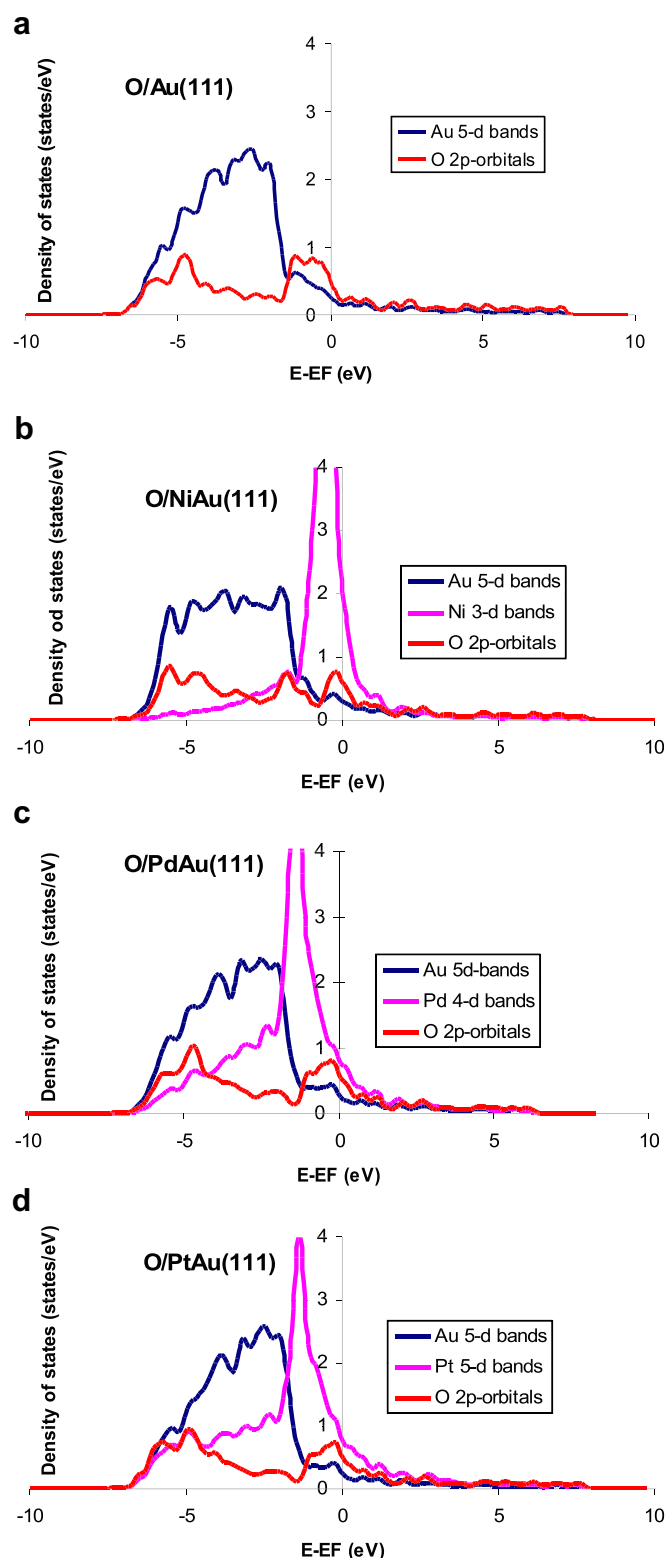 a
4
O/Au(111)
3
Au 5-d bands
O 2p-orbitals
2
1
0
-10
-5
0
5
10
Density of states (states/eV)
E-EF (eV)
b
4
O/NiAu(111)
3
Au 5-d bands
Ni 3-d bands
O 2p-orbitals
2
1
0
-10
-5
0
5
10
Density od states (states/eV)
E-EF (eV)
c
4
O/PdAu(111)
3
Au 5d-bands
Pd 4-d bands
O 2p-orbitals
2
1
0
-10
-5
0
5
10
Density of states (states/eV)
E-EF (eV)
d
4
O/PtAu(111)
3
Au 5-d bands
Pt 5-d bands
O 2p-orbitals
2
1
0
-10
-5
0
5
10
Density of states (states/eV)
E-EF (eV)